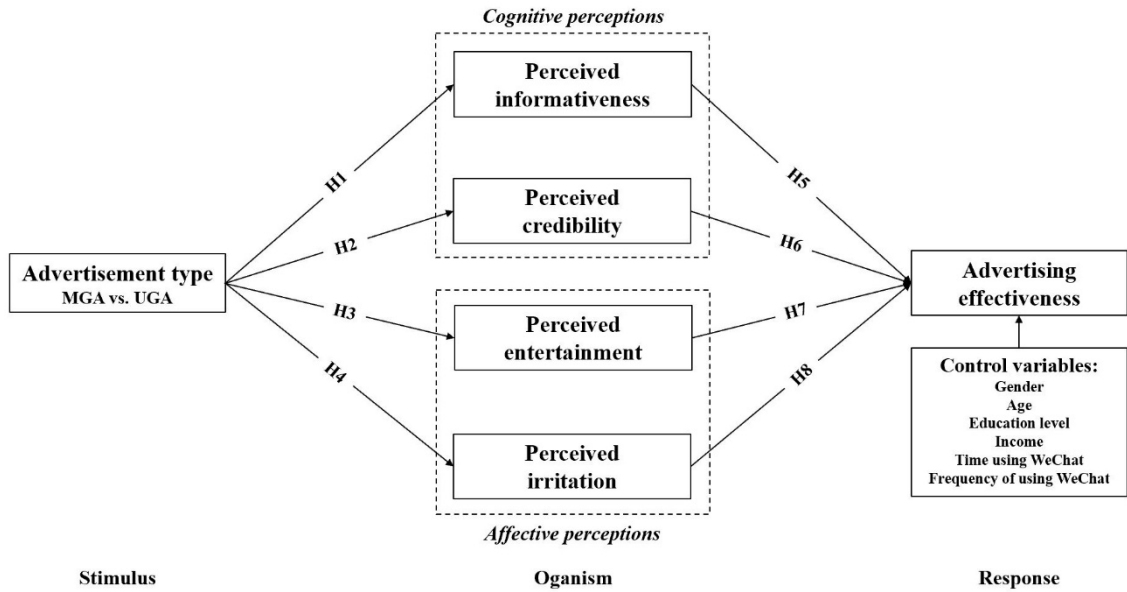 Cognitive perceptions
Perceived
informativeness
H1
H5
Perceived
credibility
H2
H6
Advertisement type
MGA vs. UGA
Advertising
effectiveness
H3
H7
Perceived
entertainment
H4
H8
Control variables:
Gender
Age
Education level
Income
Time using WeChat
Frequency of using WeChat
Perceived
irritation
Affective perceptions
Stimulus
Oganism
Response